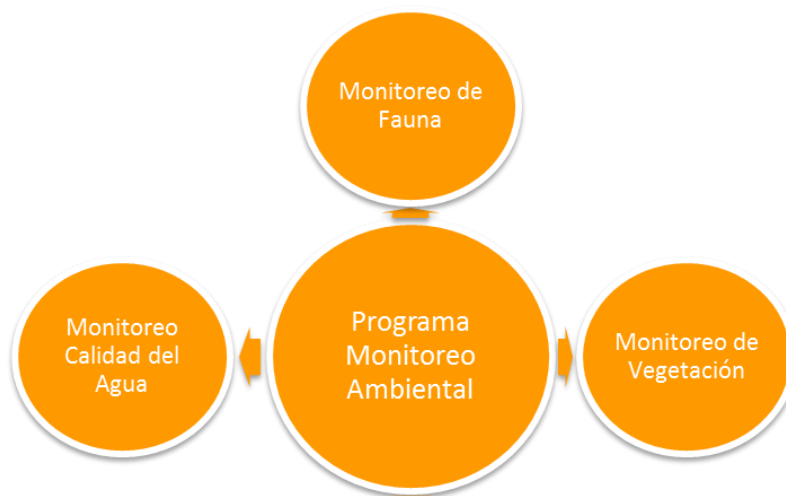 Monitoreo de
Fauna
Monitoreo
Calidad del
Agua
Programa
Monitoreo
Ambiental
Monitoreo de
Vegetación